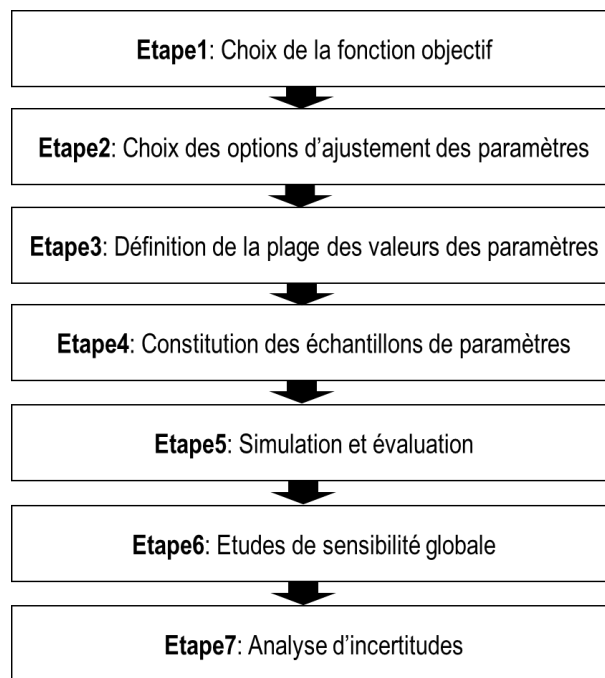 Etape1: Choix de la fonction objectif
Etape2: Choix des options d'ajustement des paramètres
Etape3: Définition de la plage des valeurs des paramètres
Etape4: Constitution des échantillons de paramètres
Etape5: Simulation et évaluation
Etape6: Etudes de sensibilité globale
Etape7: Analyse d'incertitudes